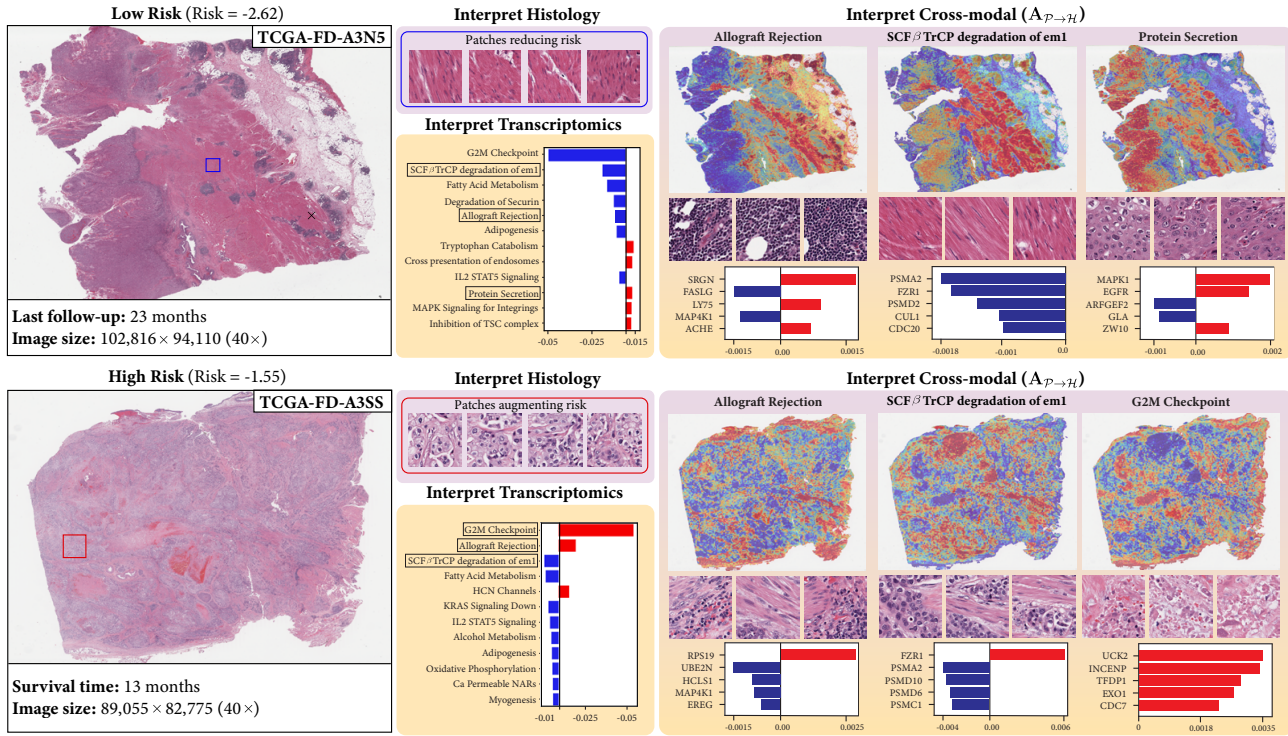 Low Risk (Risk = -2.62)
TCGA-FD-A3N5
Last follow-up: 23 months
Image size: 102,816 × 94,110 (40×)
Interpret Histology
Patches reducing risk
Interpret Transcriptomics
G2M Checkpoint
SCFβTrCP degradation of em1
Fatty Acid Metabolism
Degradation of Securin
Allograft Rejection
Adipogenesis
Tryptophan Catabolism
Cross presentation of endosomes
IL2 STAT5 Signaling
Protein Secretion
MAPK Signaling for Integrings
Inhibition of TSC complex
-0.05 -0.025 -0.015
Interpret Cross-modal (A𝒫→ℋ)
Allograft Rejection
SRGN
FASLG
LY75
MAP4K1
ACHE
-0.0015 0.00 0.0015
SCFβTrCP degradation of em1
PSMA2
FZR1
PSMD2
CUL1
CDC20
-0.0018 -0.001 0.0
Protein Secretion
MAPK1
EGFR
ARFGEF2
GLA
ZW10
-0.001 0.00 0.002
High Risk (Risk = -1.55)
TCGA-FD-A3SS
Survival time: 13 months
Image size: 89,055 × 82,775 (40×)
Interpret Histology
Patches augmenting risk
Interpret Transcriptomics
G2M Checkpoint
Allograft Rejection
SCFβTrCP degradation of em1
Fatty Acid Metabolism
HCN Channels
KRAS Signaling Down
IL2 STAT5 Signaling
Alcohol Metabolism
Adipogenesis
Oxidative Phosphorylation
Ca Permeable NARs
Myogenesis
-0.01 -0.025 -0.05
Interpret Cross-modal (A𝒫→ℋ)
Allograft Rejection
RPS19
UBE2N
HCLS1
MAP4K1
EREG
-0.0015 0.00 0.0025
SCFβTrCP degradation of em1
FZR1
PSMA2
PSMD10
PSMD6
PSMC1
-0.004 0.00 0.006
G2M Checkpoint
UCK2
INCENP
TFDP1
EXO1
CDC7
0 0.0018 0.0035